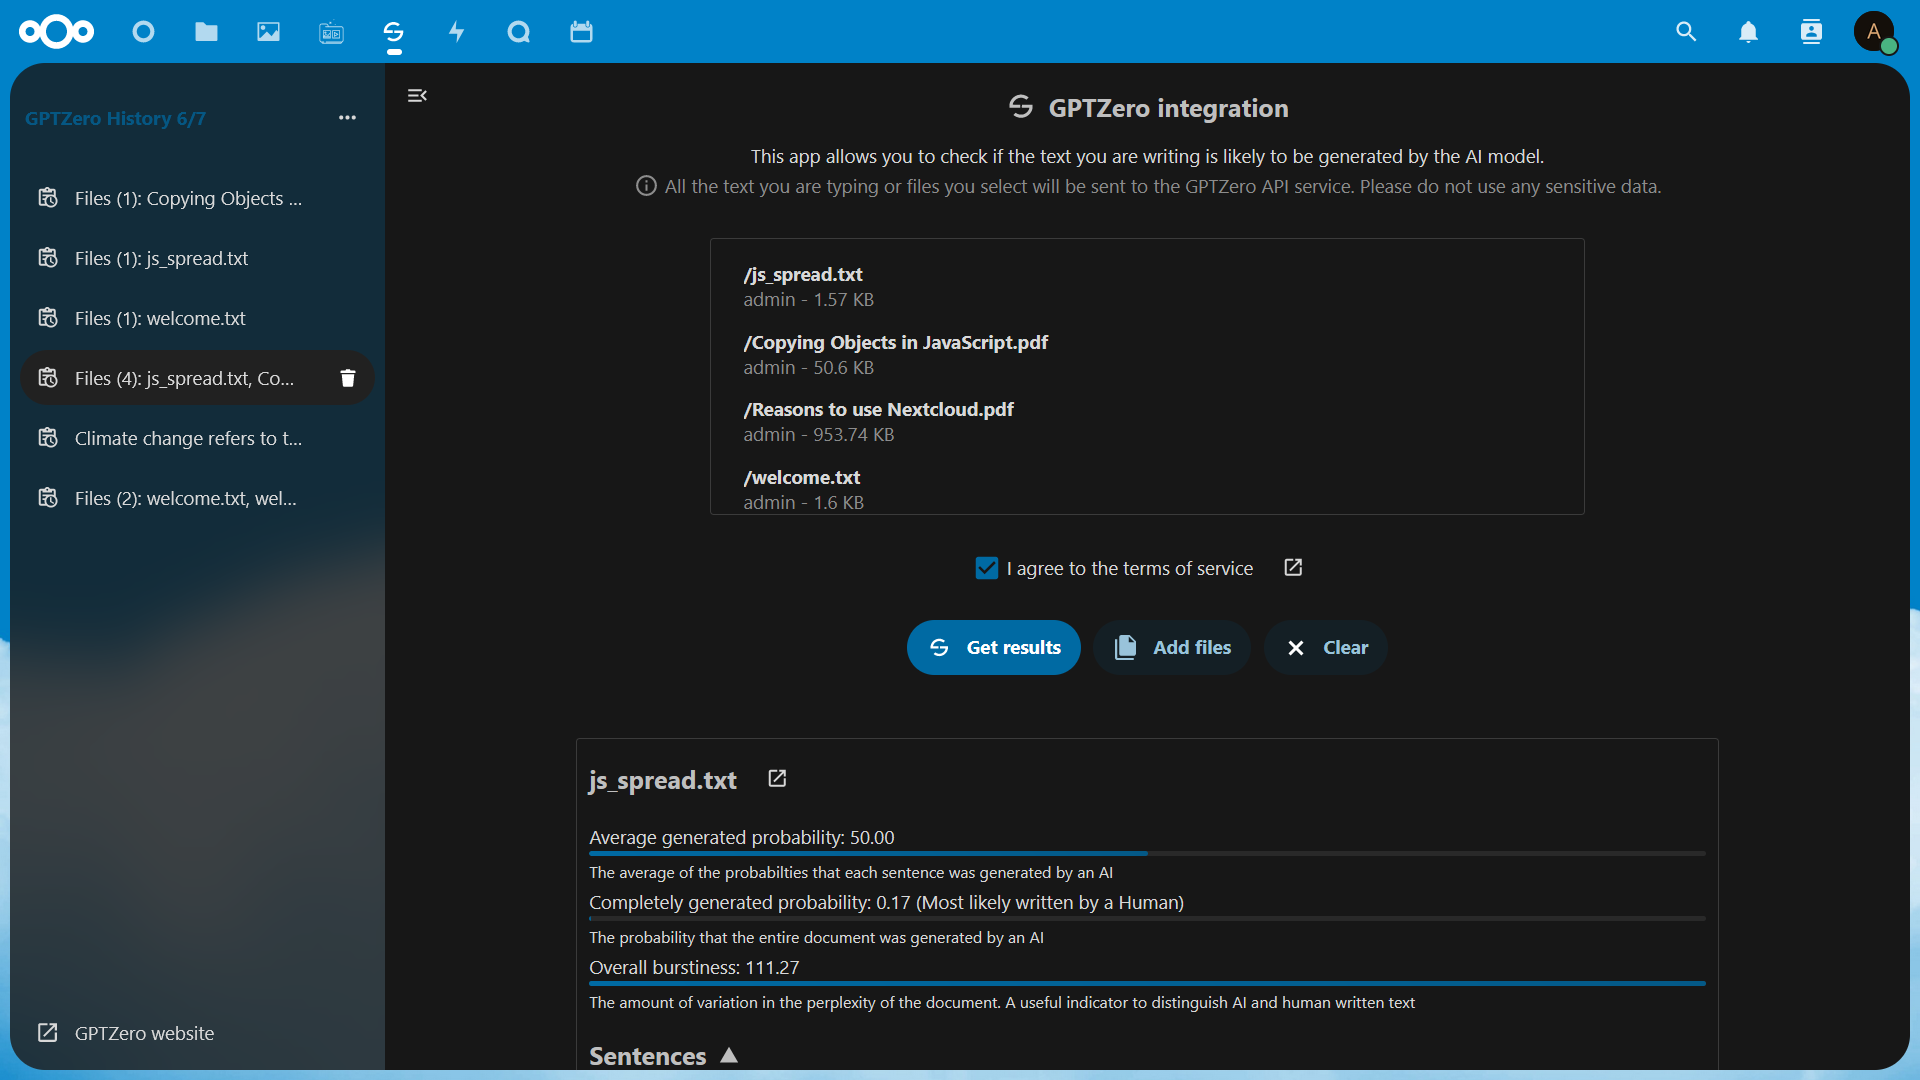 A
GPTZero History 6/7
Files (1): Copying Objects ...
Files (1): js_spread.txt
Files (1): welcome.txt
Files (4): js_spread.txt, Co...
Climate change refers to t...
Files (2): welcome.txt, wel...
GPTZero website
GPTZero integration
This app allows you to check if the text you are writing is likely to be generated by the AI model.
All the text you are typing or files you select will be sent to the GPTZero API service. Please do not use any sensitive data.
/js_spread.txt
admin - 1.57 KB
/Copying Objects in JavaScript.pdf
admin - 50.6 KB
/Reasons to use Nextcloud.pdf
admin - 953.74 KB
/welcome.txt
admin - 1.6 KB
I agree to the terms of service
Get results
Add files
Clear
js_spread.txt
Average generated probability: 50.00
The average of the probabilties that each sentence was generated by an AI
Completely generated probability: 0.17 (Most likely written by a Human)
The probability that the entire document was generated by an AI
Overall burstiness: 111.27
The amount of variation in the perplexity of the document. A useful indicator to distinguish AI and human written text
Sentences